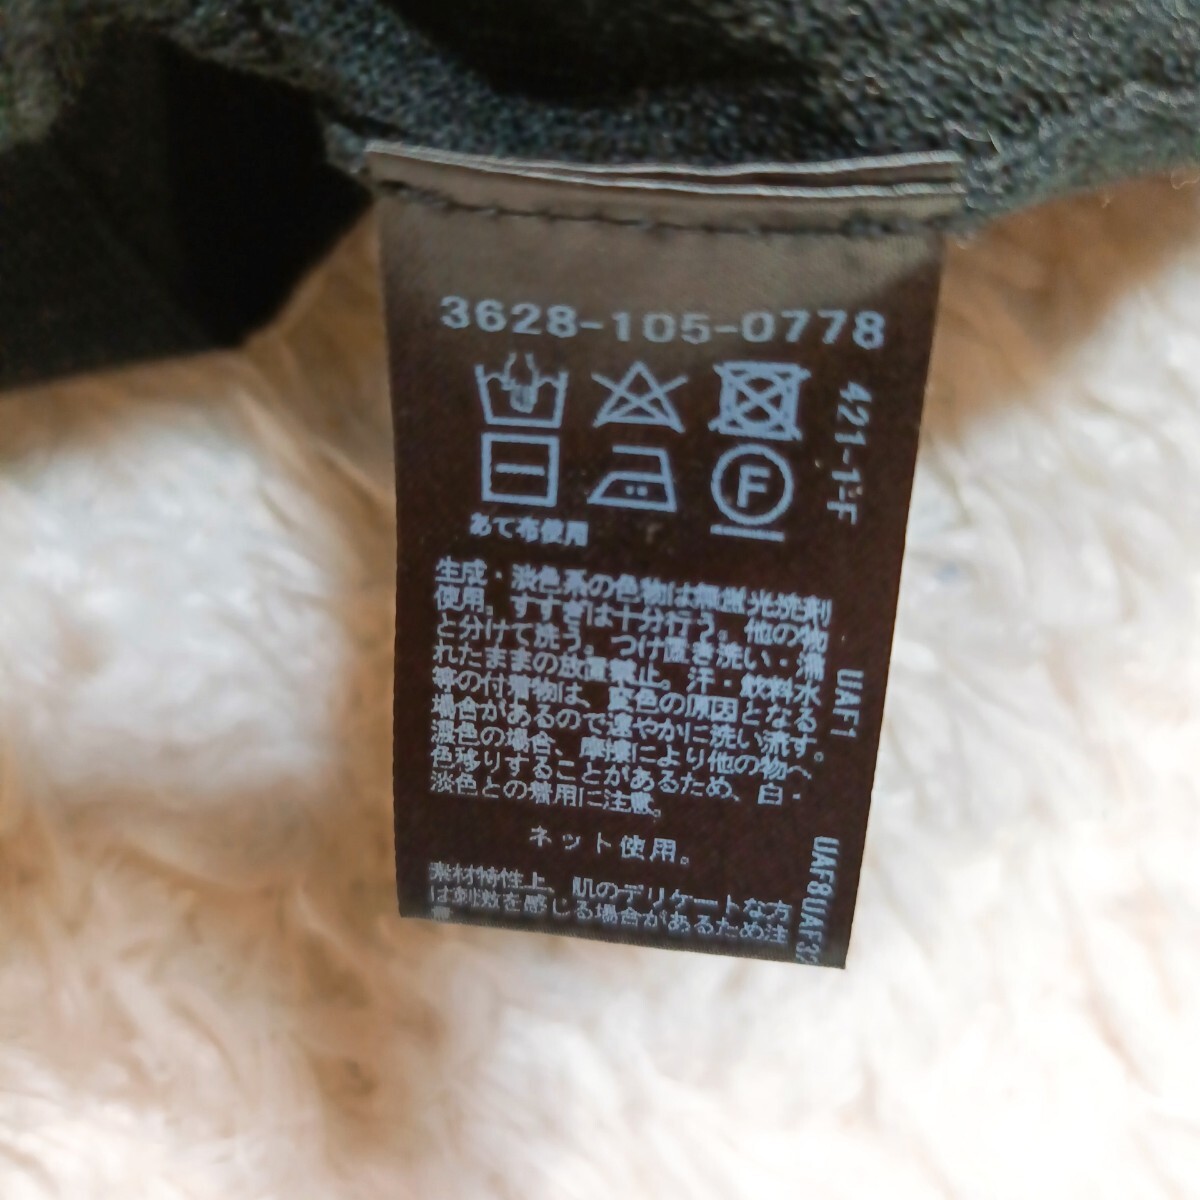 3628-105-0778
F
421-1-F
あて布使用
生成・淡色系の色物は無蛍光洗剤
使用。すすぎは十分行う。他の物
と分けて洗う。つけ置き洗い・濡
れたままの放置禁止。汗・飲料水
等の付着物は、変色の原因となる
場合があるので速やかに洗い流す。
濃色の場合、摩擦により他の物へ
色移りすることがあるため、白・
淡色との着用に注意。
ネット使用。
素材特性上、肌のデリケートな方
は刺激を感じる場合があるため注
意
UAF1
UAF8UAF32